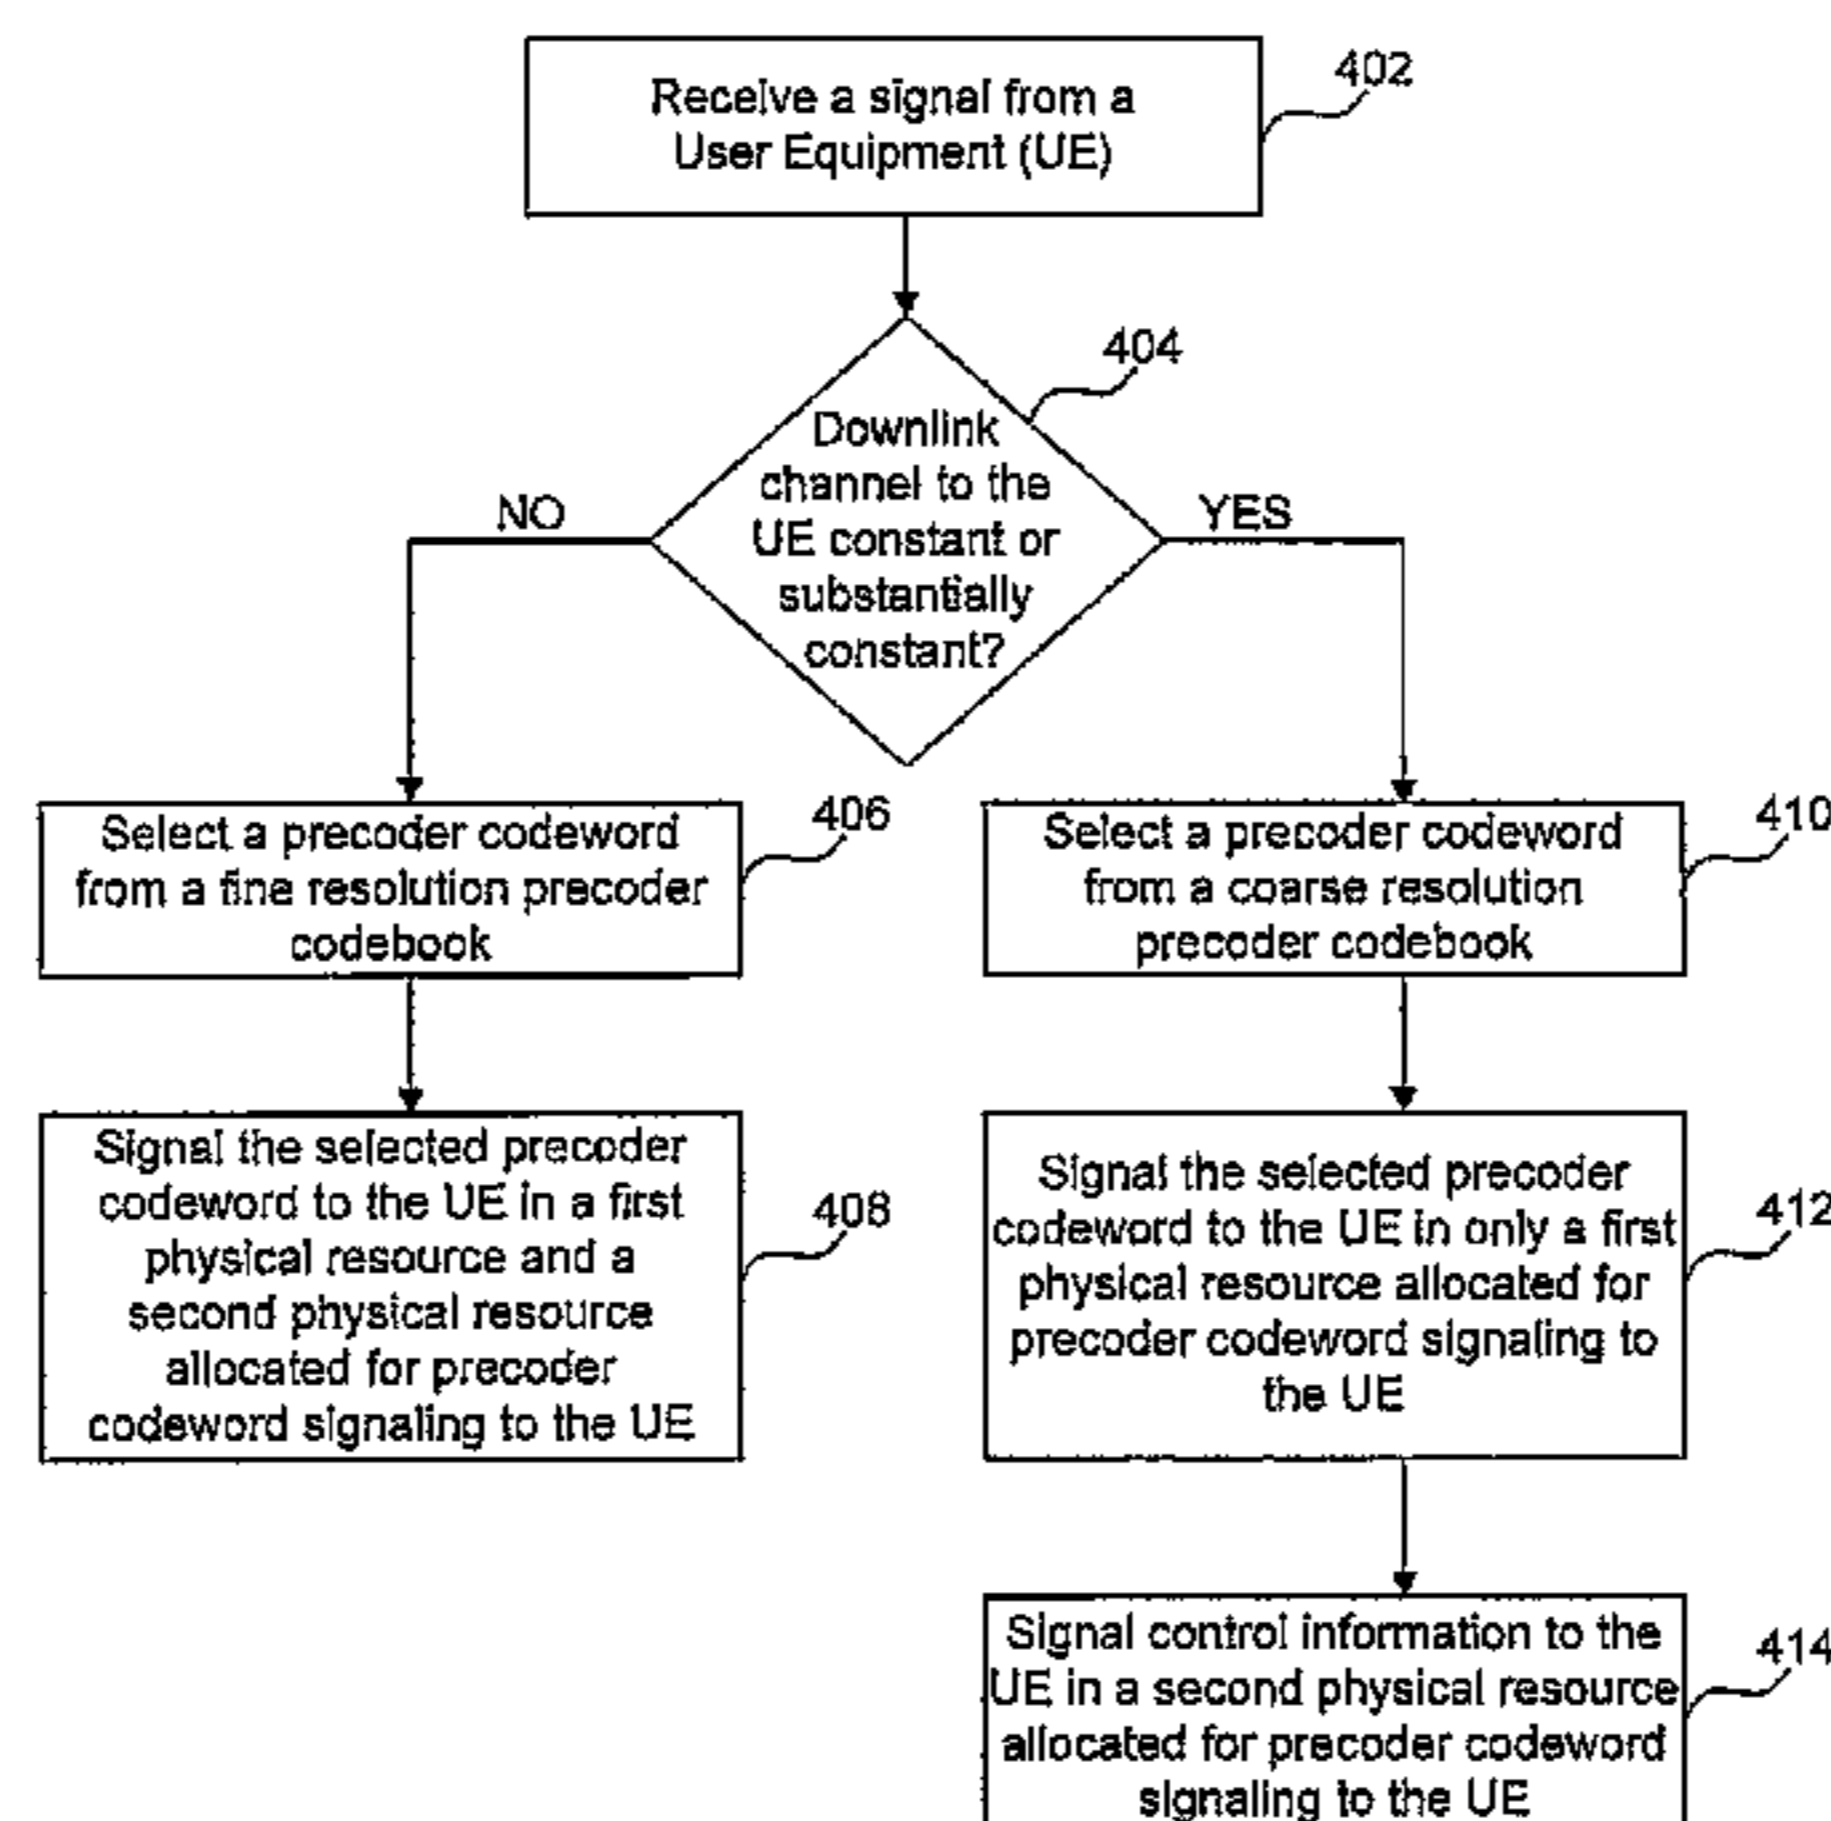 Receive a signal from a
User Equipment (UE)
402
404
Downlink
channel to the
UE constant or
substantially
constant?
NO
YES
Select a precoder codeword
from a fine resolution precoder
codebook
406
Select a precoder codeword
from a coarse resolution
precoder codebook
410
Signal the selected precoder
codeword to the UE in a first
physical resource and a
second physical resource
allocated for precoder
codeword signaling to the UE
408
Signal the selected precoder
codeword to the UE in only a first
physical resource allocated for
precoder codeword signaling to
the UE
412
Signal control information to the
UE in a second physical resource
allocated for precoder codeword
signaling to the UE
414